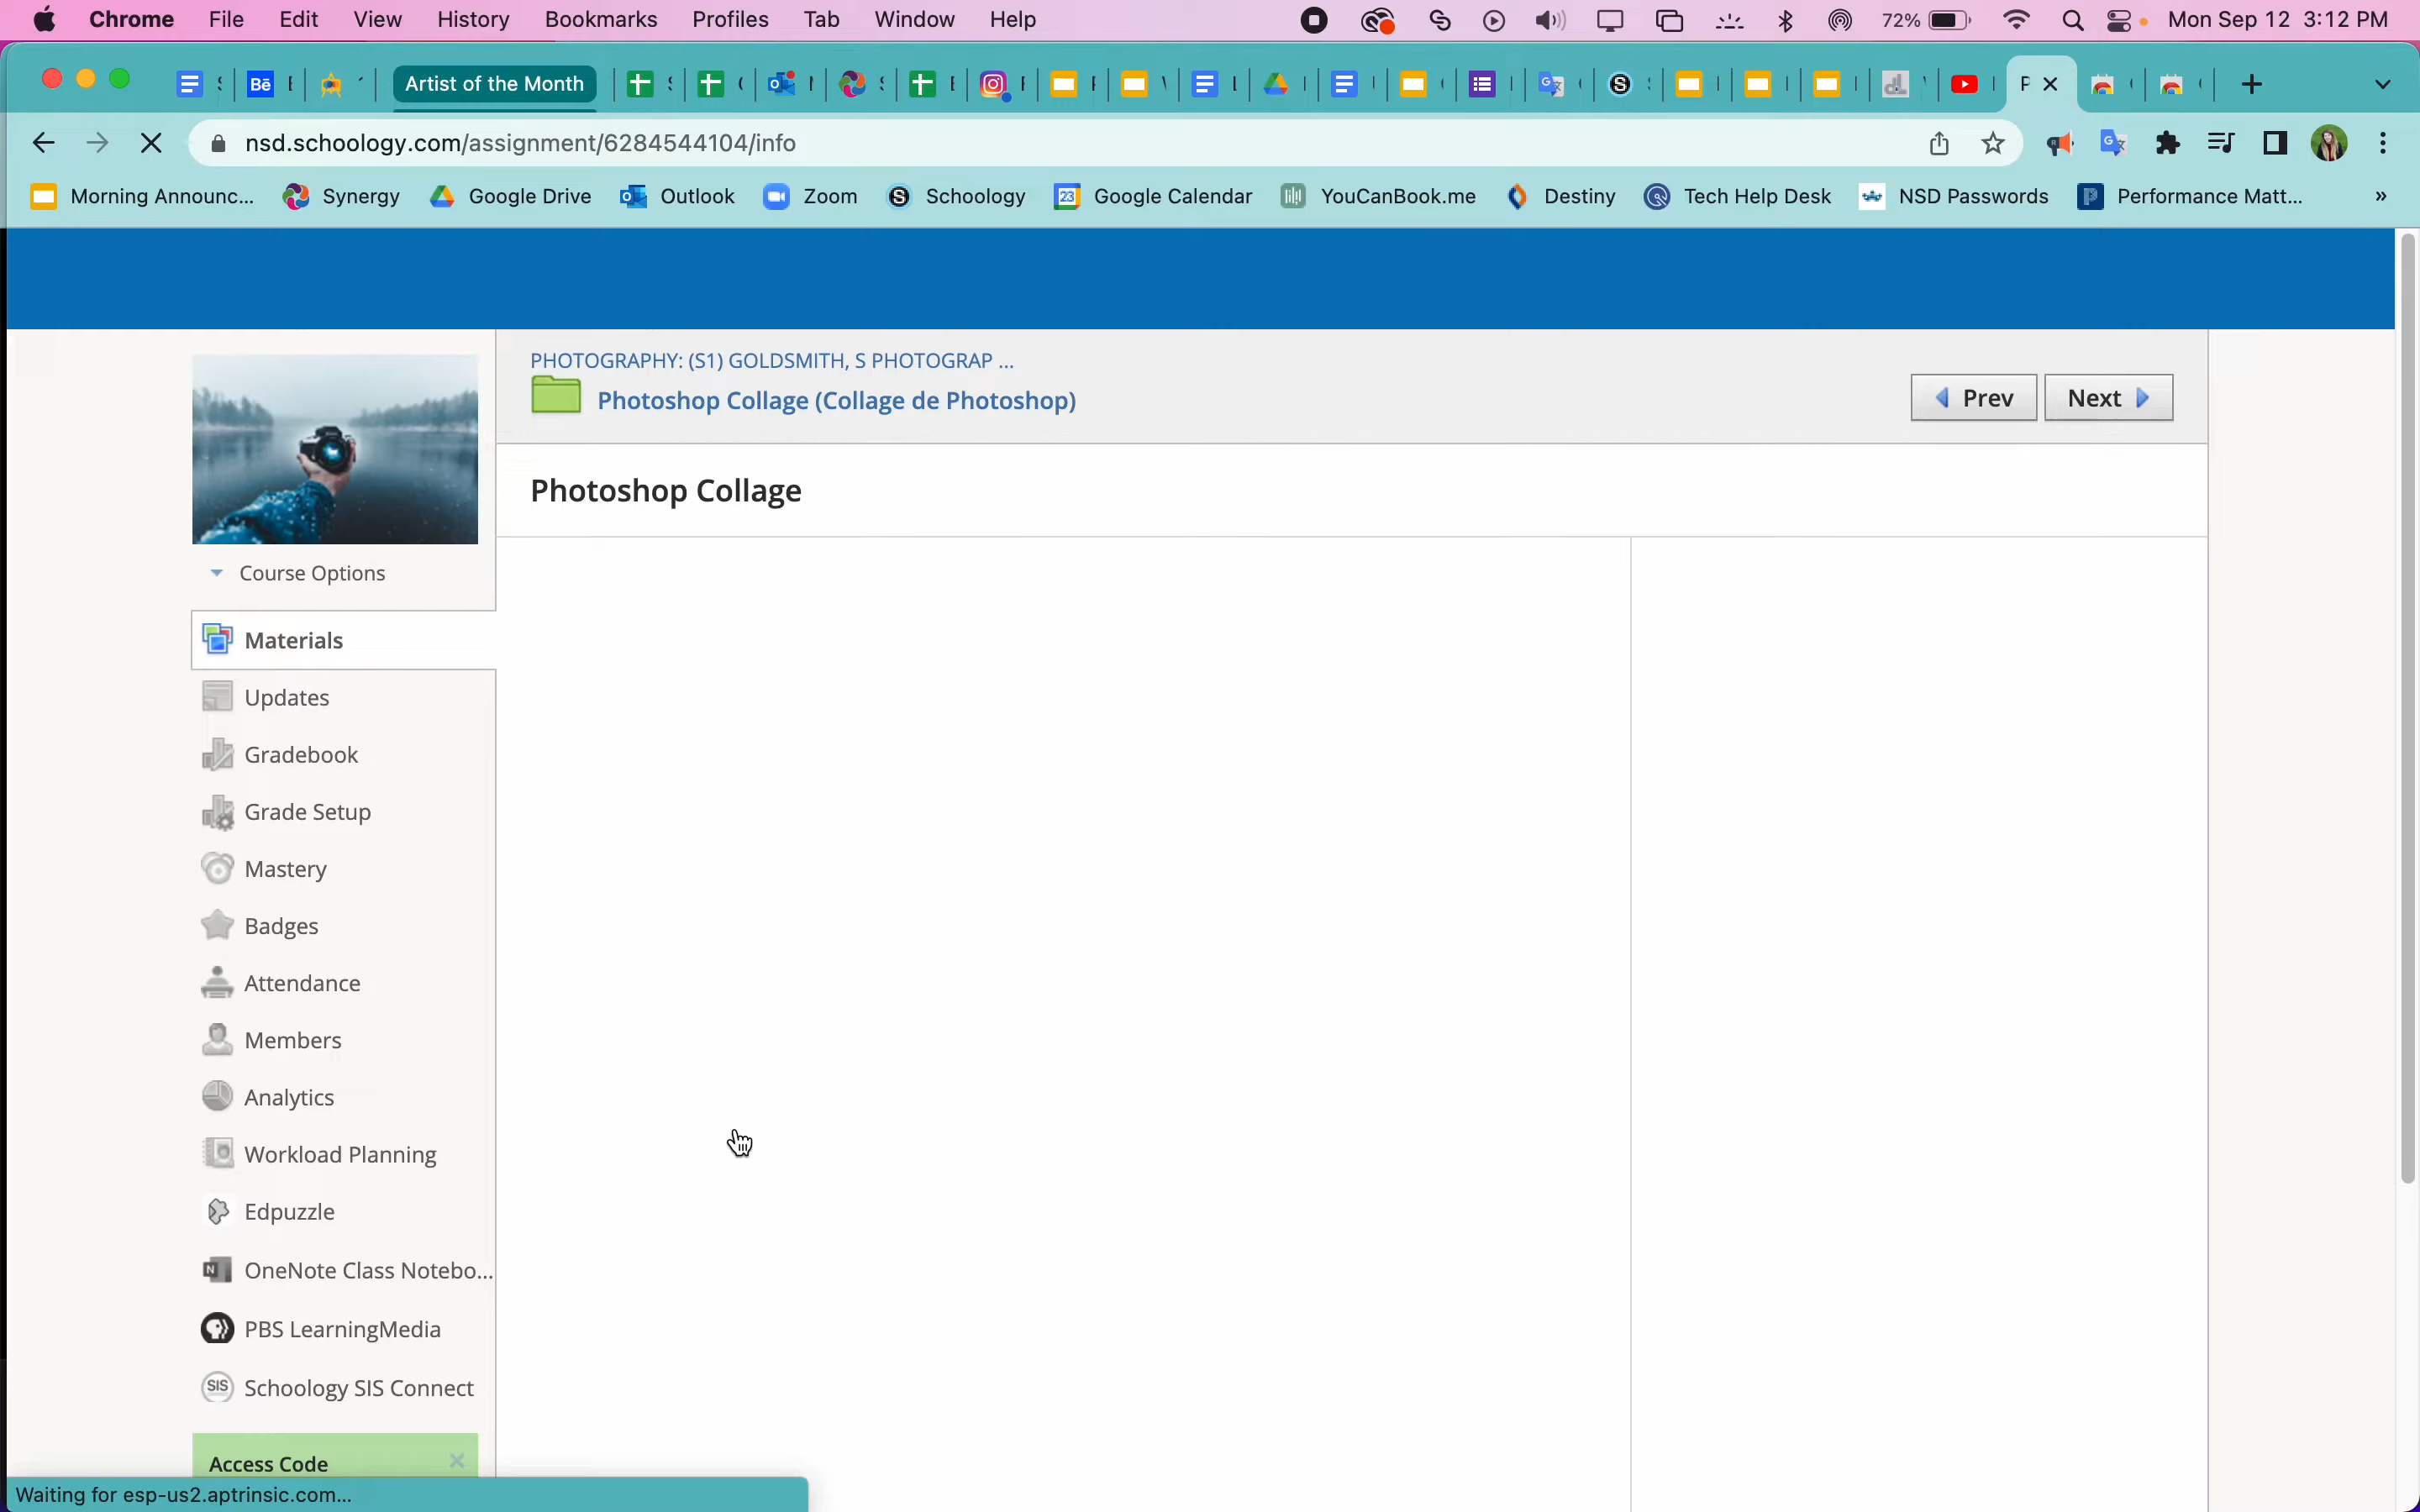 Chrome File Edit View History Bookmarks Profiles Tab Window Help 72% Mon Sep 12 3:12 PM
Bē Artist of the Month
nsd.schoology.com/assignment/6284544104/info
Morning Announc... Synergy Google Drive Outlook Zoom Schoology 23 Google Calendar YouCanBook.me Destiny Tech Help Desk NSD Passwords Performance Matt... »
PHOTOGRAPHY: (S1) GOLDSMITH, S PHOTOGRAP ...
Photoshop Collage (Collage de Photoshop)
Prev Next
Photoshop Collage
Course Options
Materials
Updates
Gradebook
Grade Setup
Mastery
Badges
Attendance
Members
Analytics
Workload Planning
Edpuzzle
OneNote Class Notebo...
PBS LearningMedia
SIS Schoology SIS Connect
Access Code
Waiting for esp-us2.aptrinsic.com...